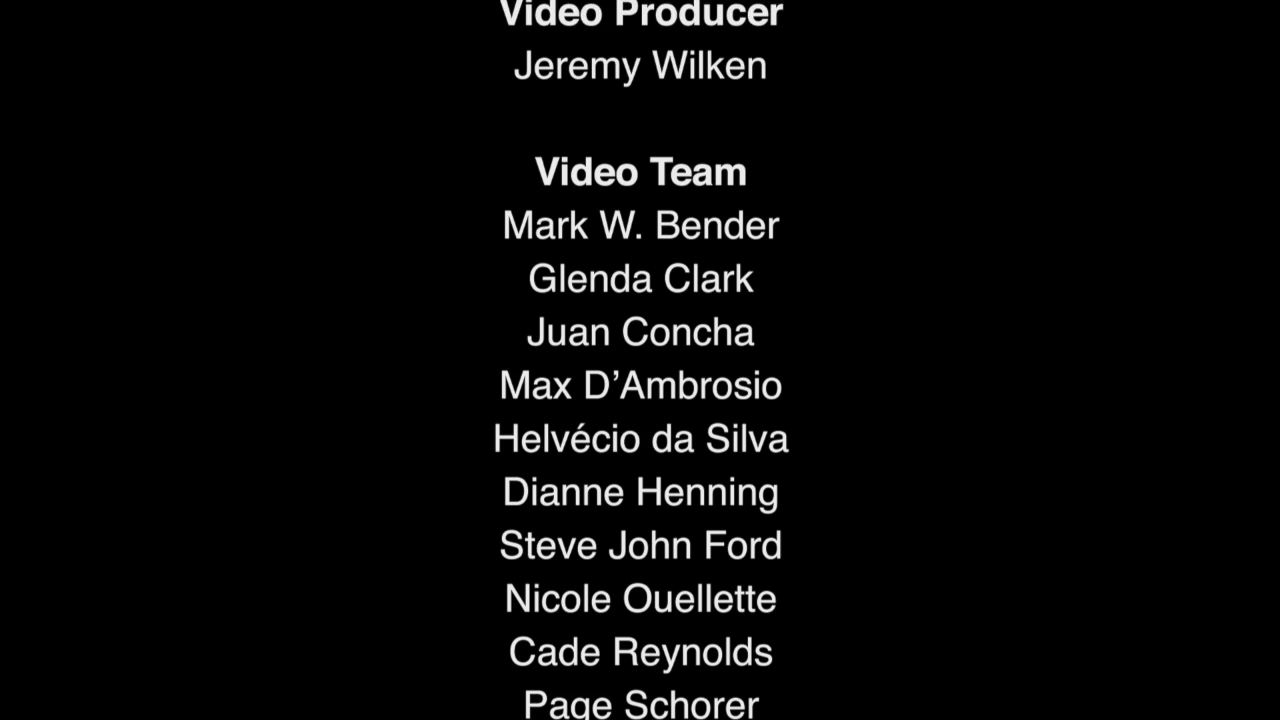 Video Producer
Jeremy Wilken
Video Team
Mark W. Bender
Glenda Clark
Juan Concha
Max D’Ambrosio
Helvécio da Silva
Dianne Henning
Steve John Ford
Nicole Ouellette
Cade Reynolds
Page Schorer